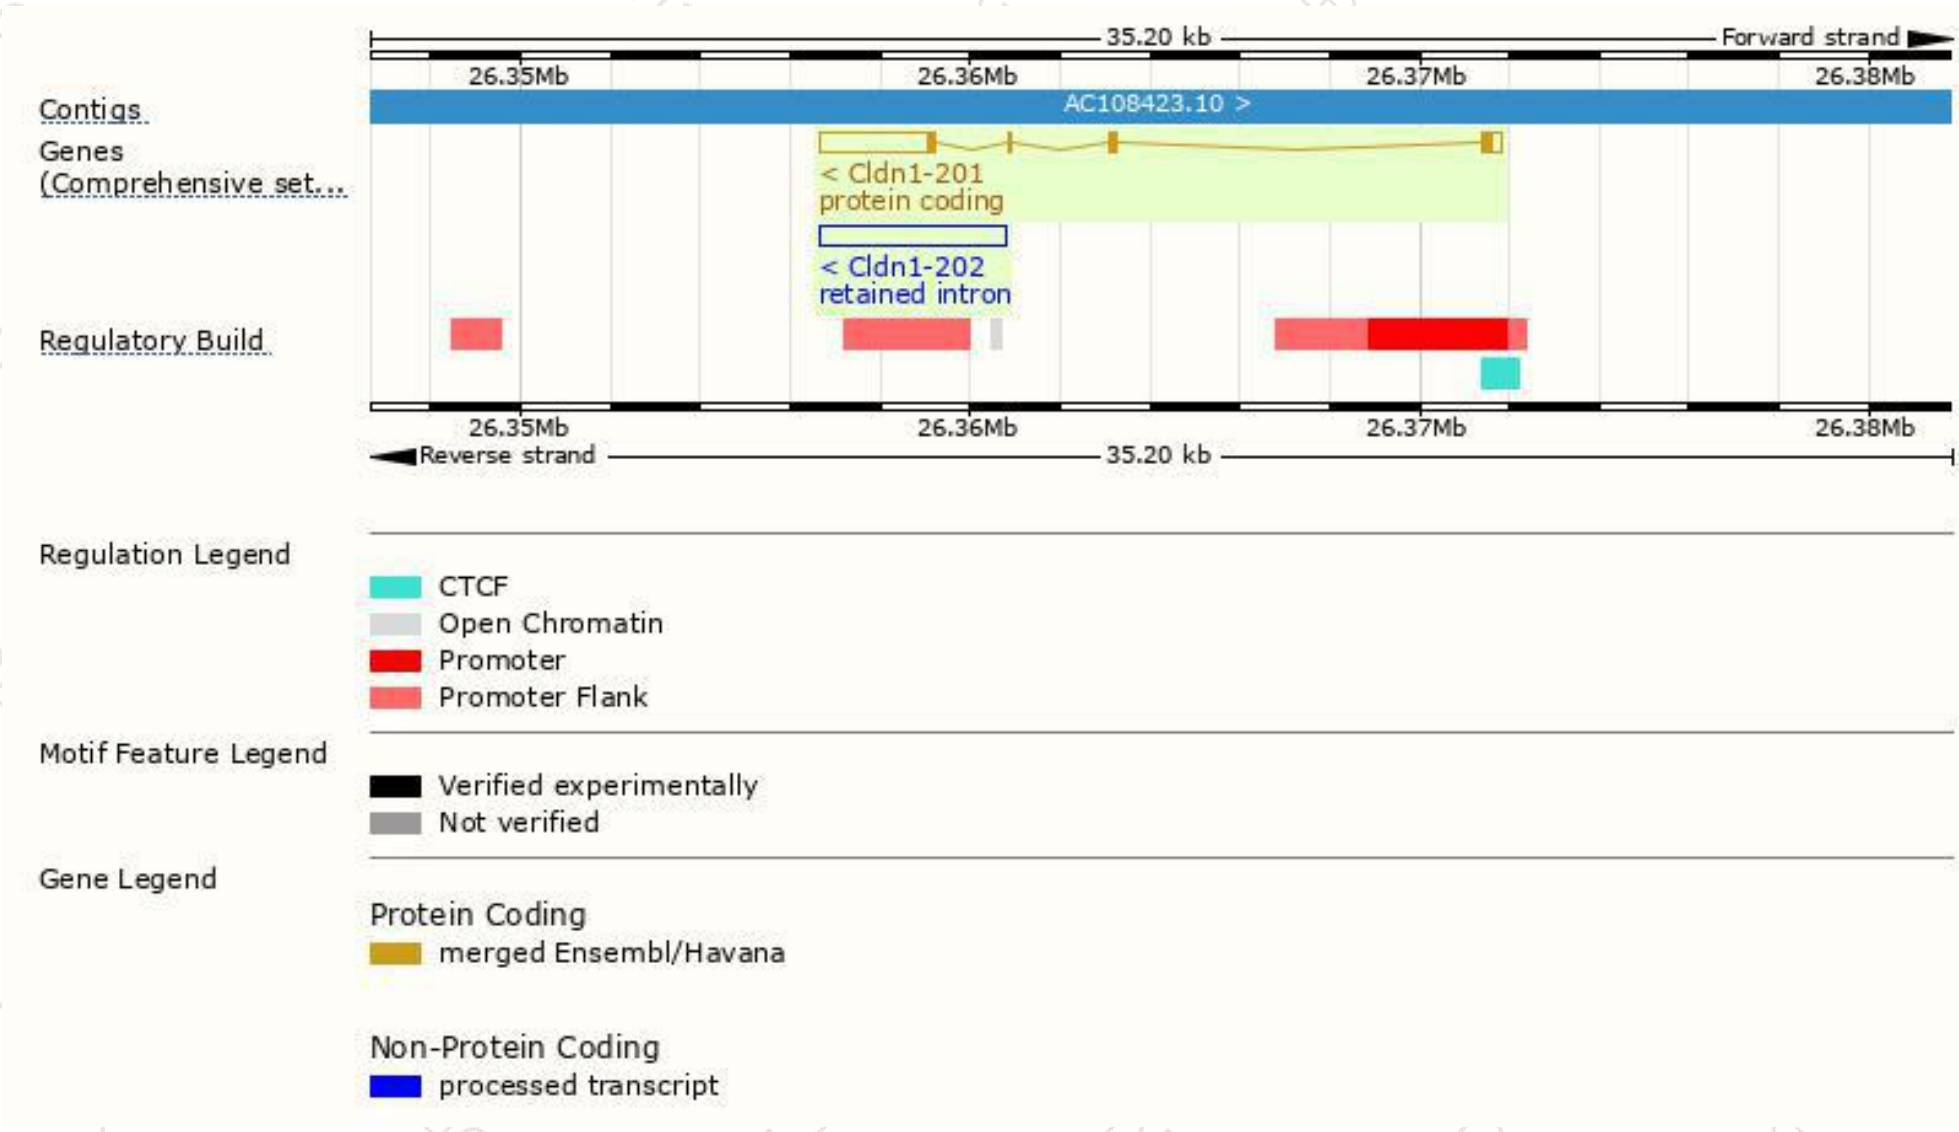 35.20 kb
Forward strand
26.35Mb 26.36Mb 26.37Mb 26.38Mb
Contigs
AC108423.10 >
Genes
(Comprehensive set...
< Cldn1-201
protein coding
< Cldn1-202
retained intron
Regulatory Build
26.35Mb 26.36Mb 26.37Mb 26.38Mb
Reverse strand
35.20 kb
Regulation Legend
CTCF
Open Chromatin
Promoter
Promoter Flank
Motif Feature Legend
Verified experimentally
Not verified
Gene Legend
Protein Coding
merged Ensembl/Havana
Non-Protein Coding
processed transcript